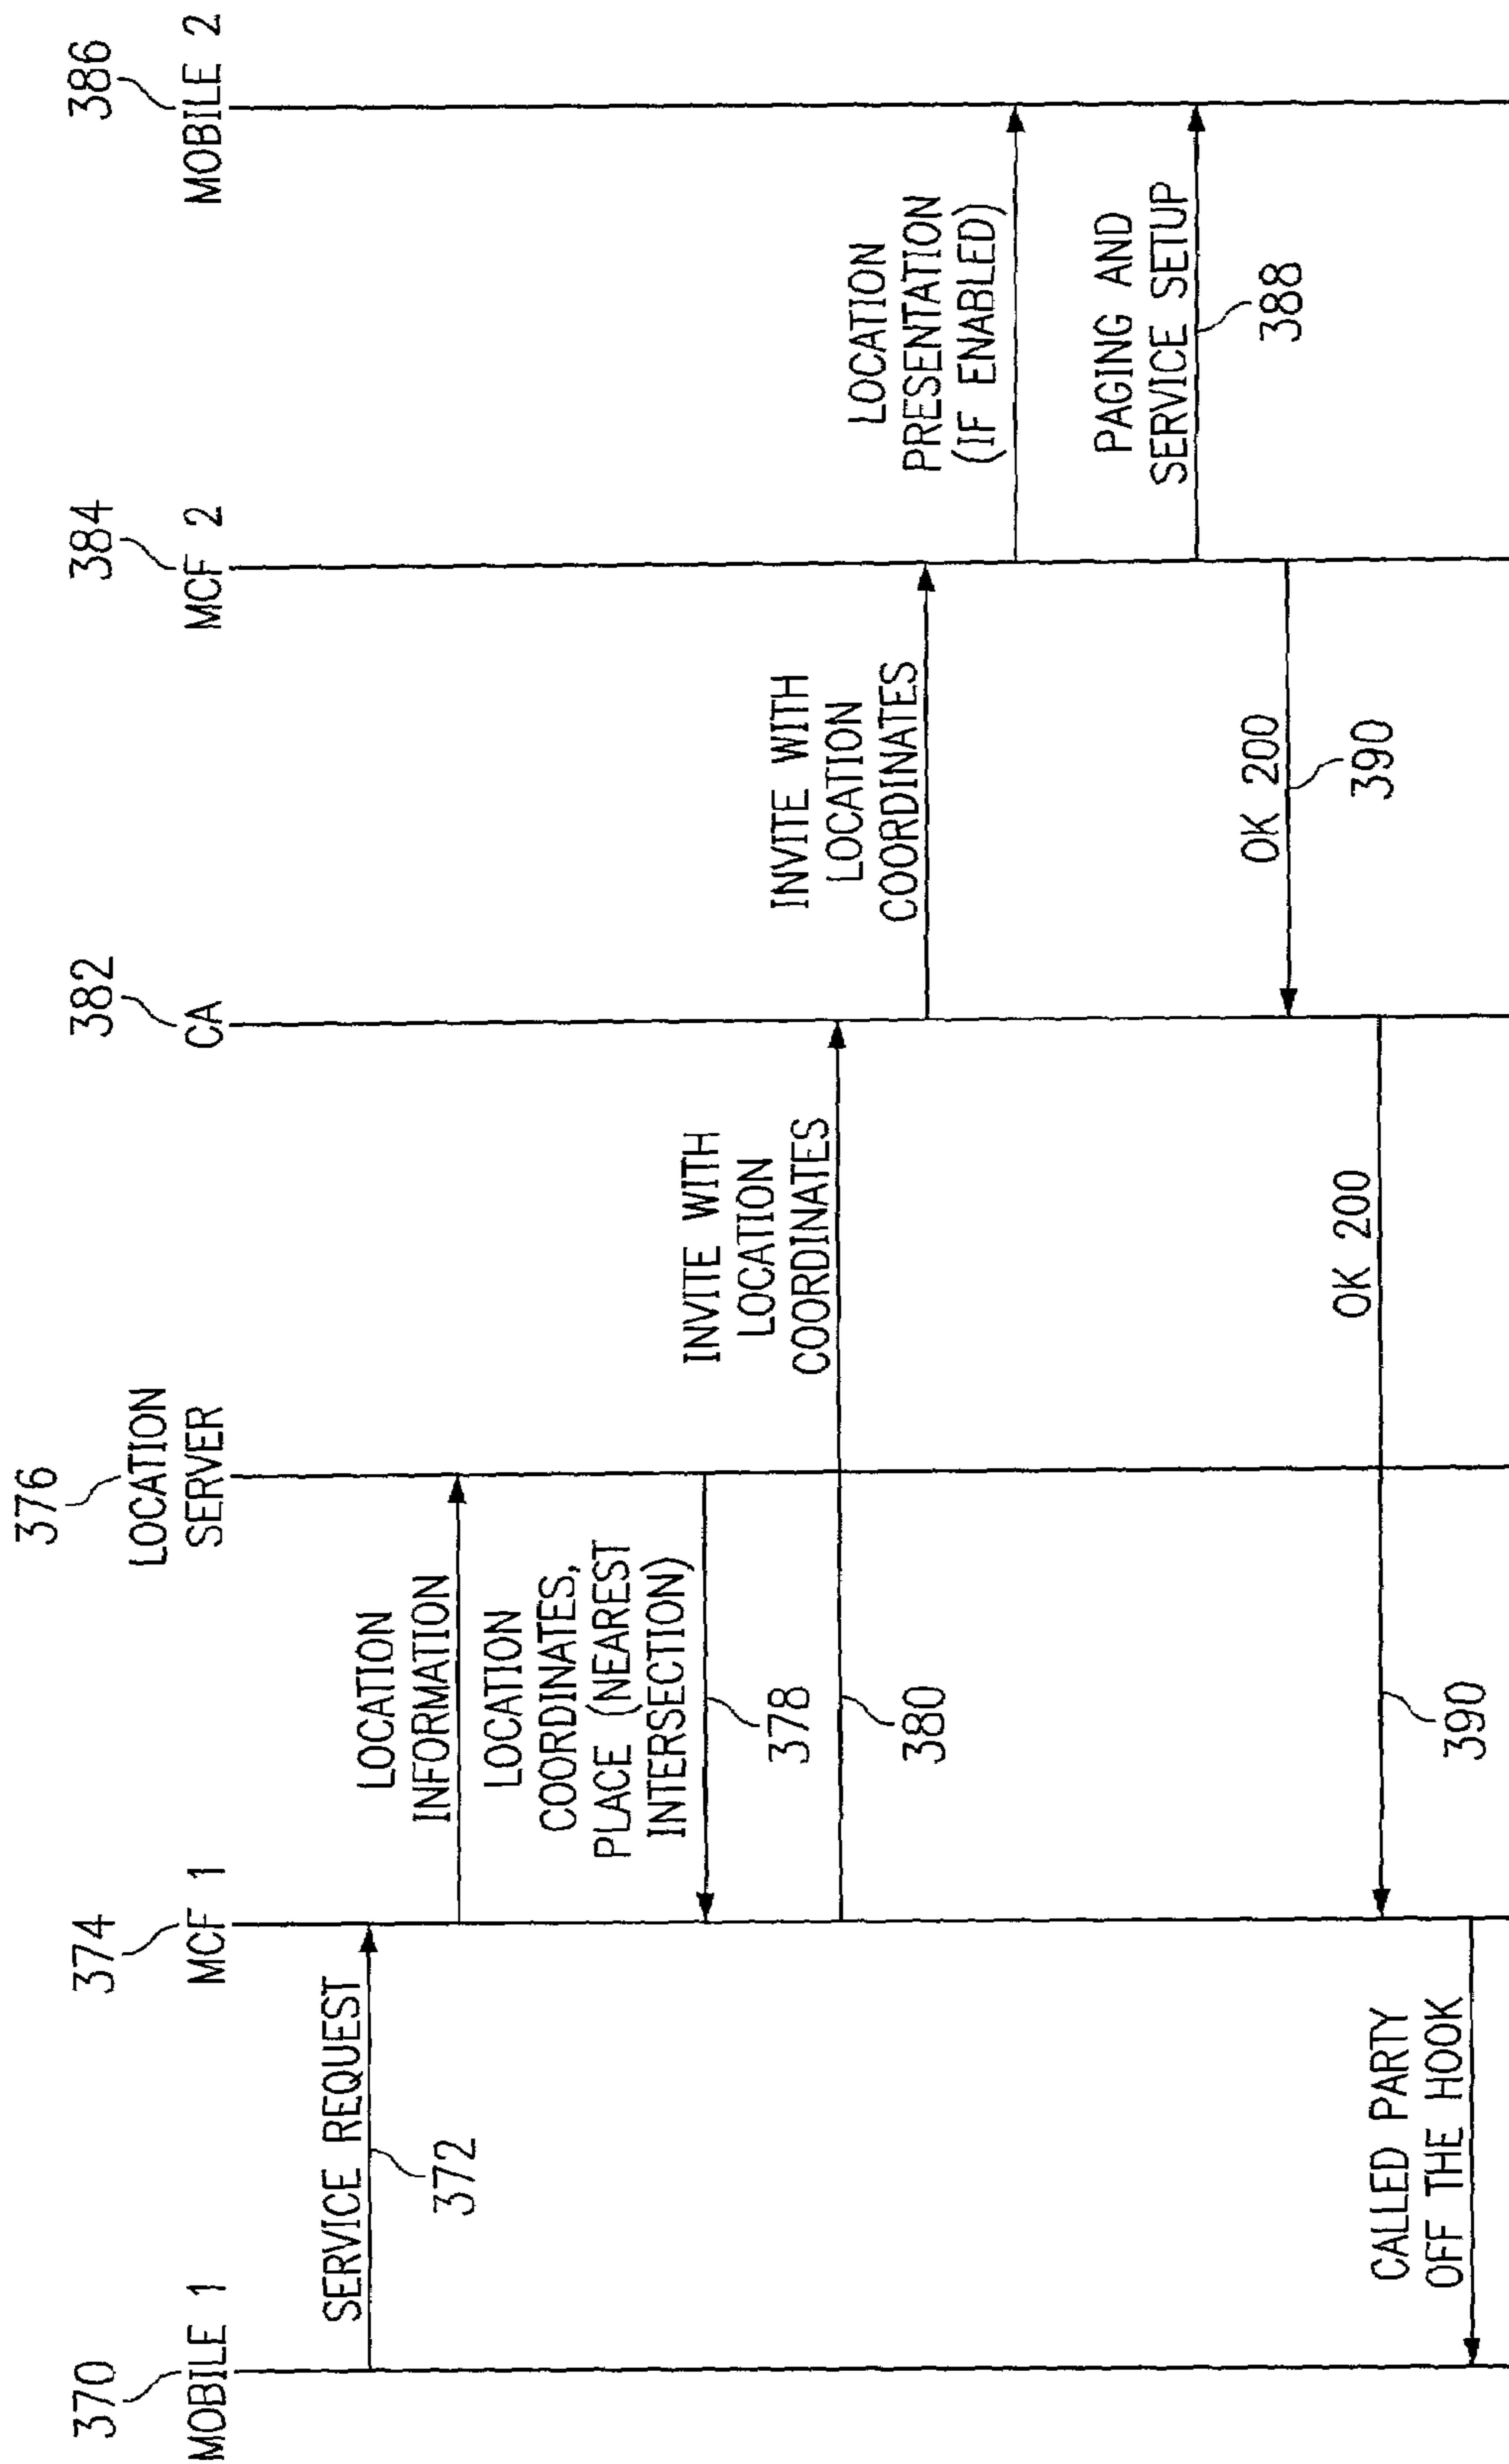 370
MOBILE 1
374
MCF 1
376
LOCATION
SERVER
382
CA
384
MCF 2
386
MOBILE 2
SERVICE REQUEST
372
LOCATION
INFORMATION
LOCATION
COORDINATES,
PLACE (NEAREST
INTERSECTION)
378
INVITE WITH
LOCATION
COORDINATES
380
INVITE WITH
LOCATION
COORDINATES
LOCATION
PRESENTATION
(IF ENABLED)
PAGING AND
SERVICE SETUP
388
OK 200
390
OK 200
390
CALLED PARTY
OFF THE HOOK